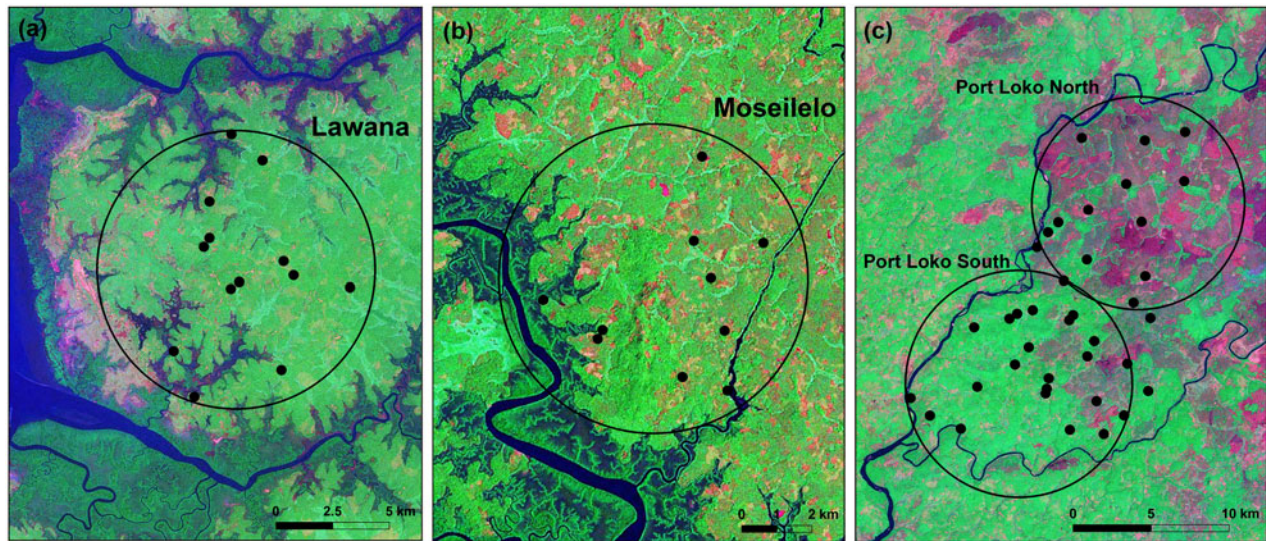 (a)
Lawana
0 2.5 5 km
(b)
Moseilelo
0 1 2 km
(c)
Port Loko North
Port Loko South
0 5 10 km